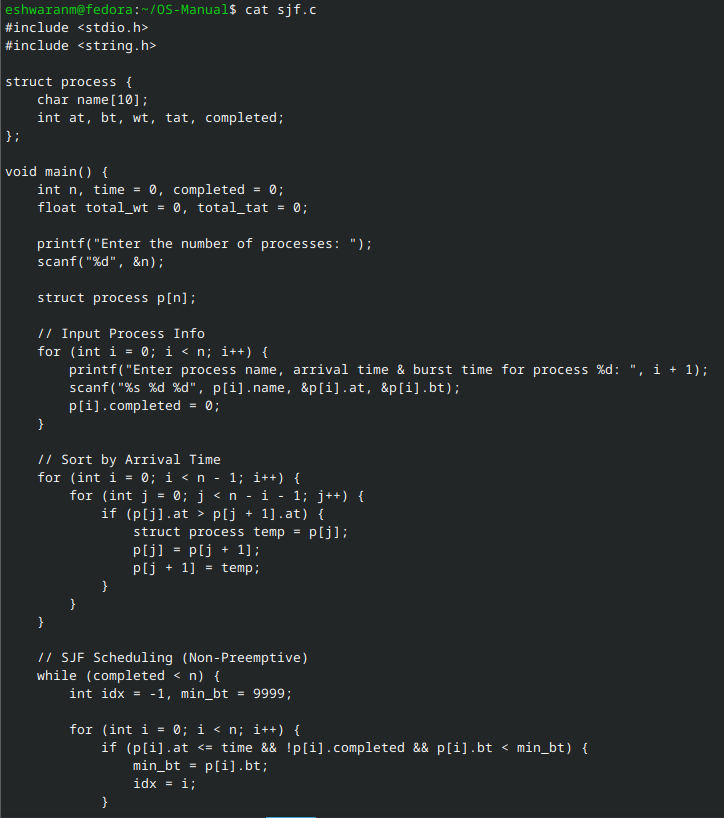 eshwaranm@fedora:~/OS-Manual$ cat sjf.c
#include <stdio.h>
#include <string.h>

struct process {
    char name[10];
    int at, bt, wt, tat, completed;
};

void main() {
    int n, time = 0, completed = 0;
    float total_wt = 0, total_tat = 0;

    printf("Enter the number of processes: ");
    scanf("%d", &n);

    struct process p[n];

    // Input Process Info
    for (int i = 0; i < n; i++) {
        printf("Enter process name, arrival time & burst time for process %d: ", i + 1);
        scanf("%s %d %d", p[i].name, &p[i].at, &p[i].bt);
        p[i].completed = 0;
    }

    // Sort by Arrival Time
    for (int i = 0; i < n - 1; i++) {
        for (int j = 0; j < n - i - 1; j++) {
            if (p[j].at > p[j + 1].at) {
                struct process temp = p[j];
                p[j] = p[j + 1];
                p[j + 1] = temp;
            }
        }
    }

    // SJF Scheduling (Non-Preemptive)
    while (completed < n) {
        int idx = -1, min_bt = 9999;

        for (int i = 0; i < n; i++) {
            if (p[i].at <= time && !p[i].completed && p[i].bt < min_bt) {
                min_bt = p[i].bt;
                idx = i;
            }